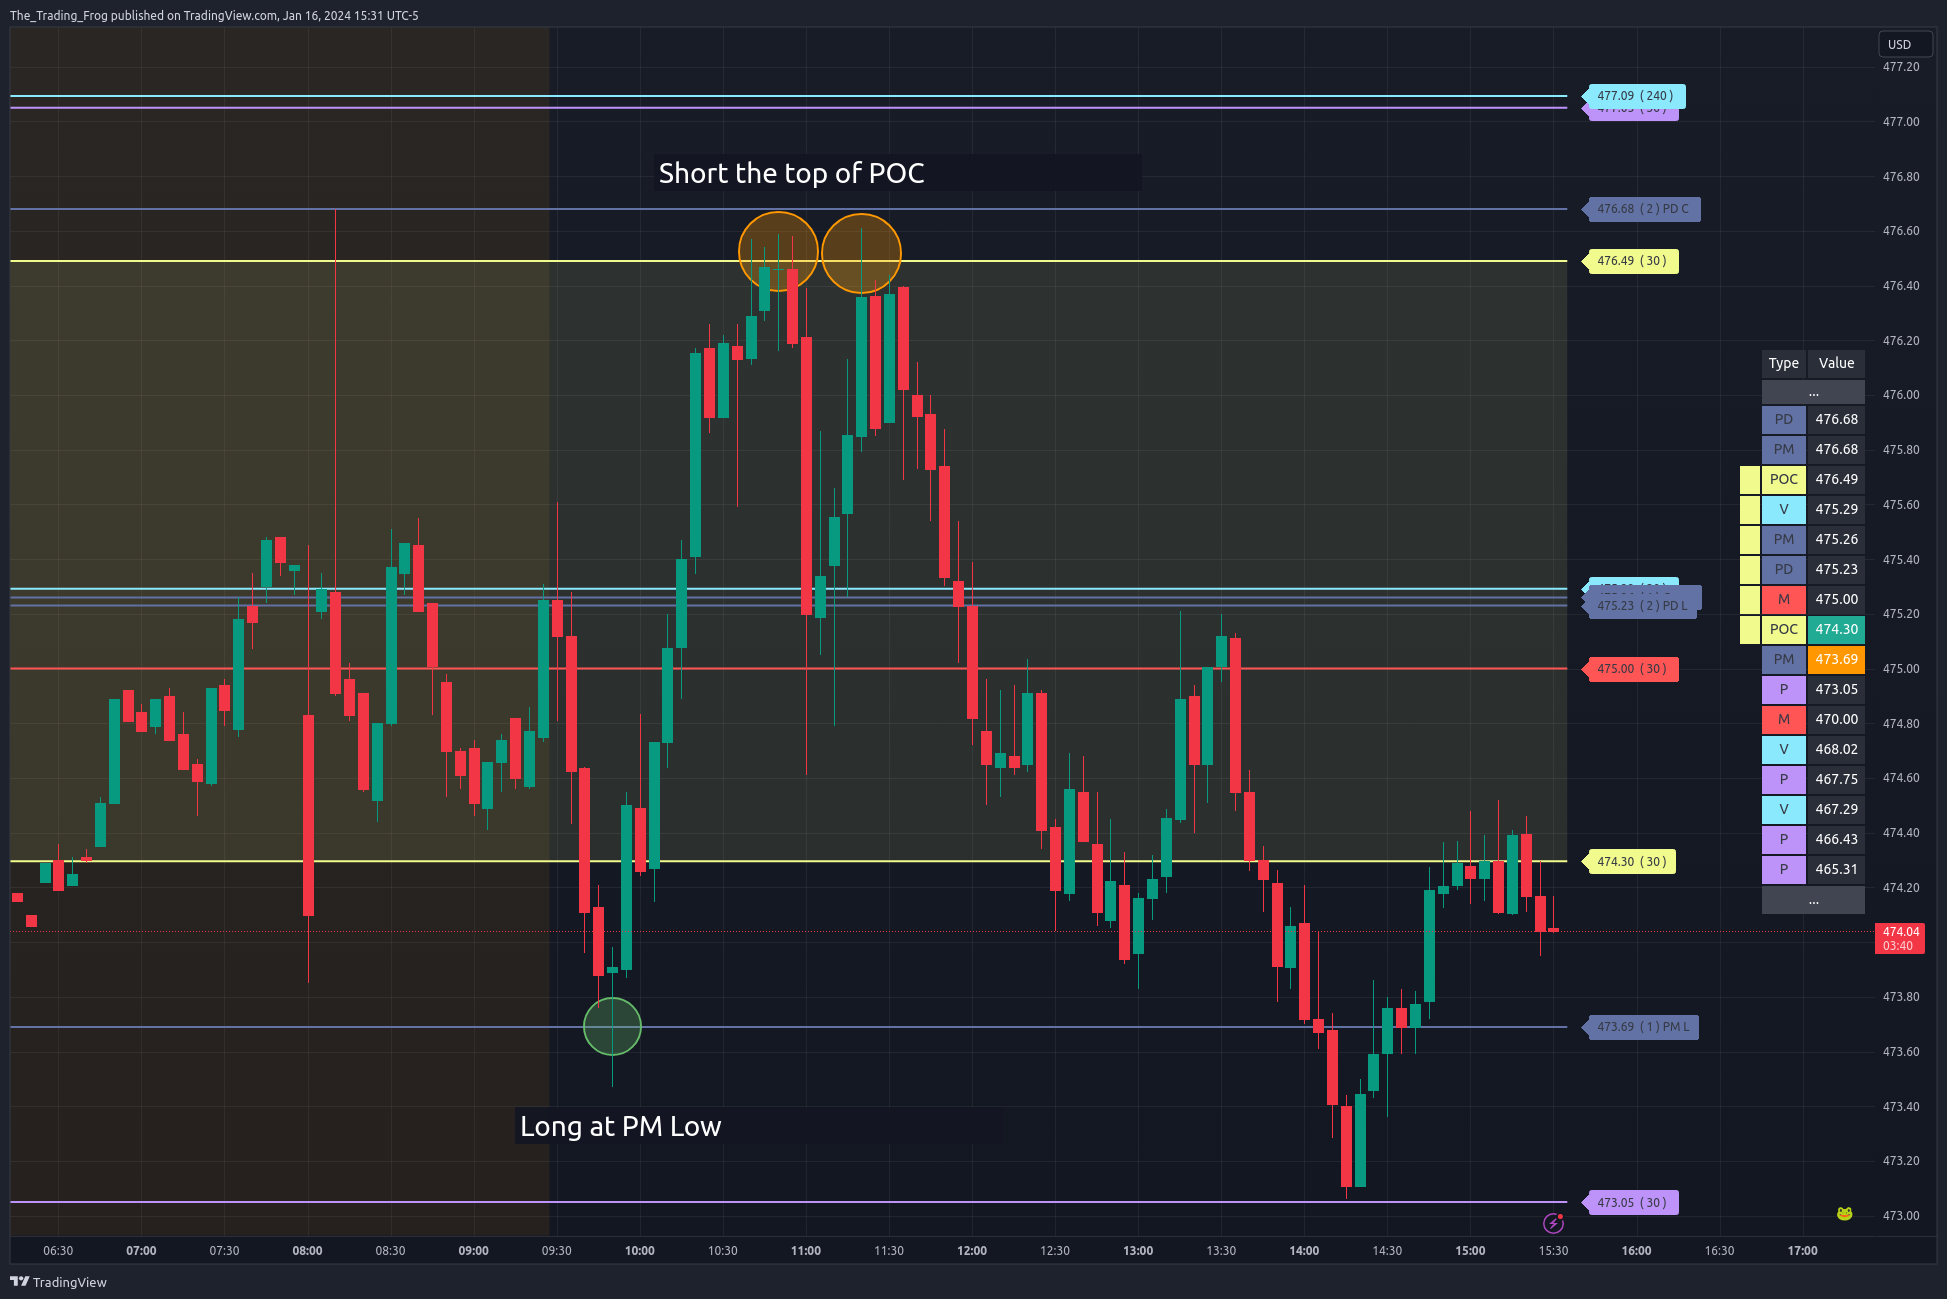 The_Trading_Frog published on TradingView.com, Jan 16, 2024 15:31 UTC-5
USD
477.20
477.09 ( 240 )
477.00
Short the top of POC
476.80
476.68 ( 2 ) PD C
476.60
476.49 ( 30 )
476.40
476.20
Type Value
...
476.00
PD 476.68
PM 476.68
475.80
POC 476.49
V 475.29
475.60
PM 475.26
475.40
PD 475.23
M 475.00
475.23 ( 2 ) PD L
475.20
POC 474.30
PM 473.69
475.00 ( 30 )
475.00
P 473.05
M 470.00
474.80
V 468.02
P 467.75
474.60
V 467.29
P 466.43
474.40
474.30 ( 30 )
P 465.31
474.20
...
474.04
03:40
473.80
473.69 ( 1 ) PM L
473.60
473.40
Long at PM Low
473.20
473.05 ( 30 )
473.00
06:30 07:00 07:30 08:00 08:30 09:00 09:30 10:00 10:30 11:00 11:30 12:00 12:30 13:00 13:30 14:00 14:30 15:00 15:30 16:00 16:30 17:00
TradingView